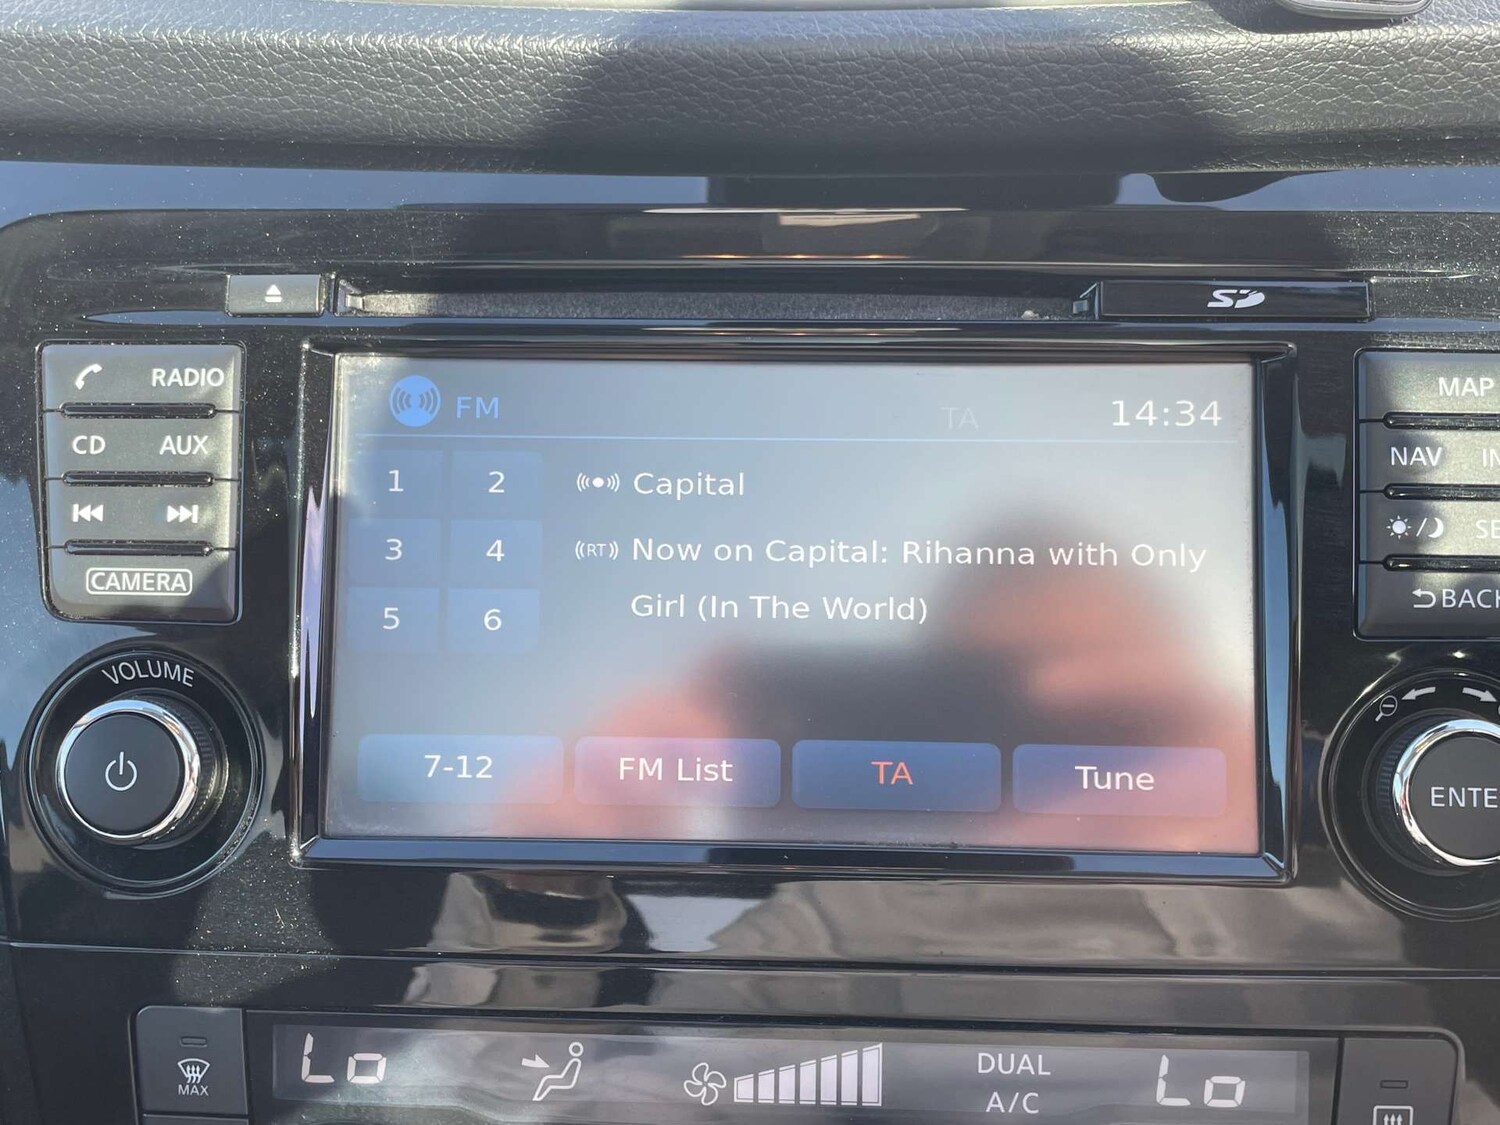 SD
RADIO
CD AUX
CAMERA
VOLUME
FM TA 14:34
1 2
3 4
5 6
Capital
RT Now on Capital: Rihanna with Only
Girl (In The World)
7-12 FM List TA Tune
MAP
NAV
BACK
MAX
Lo
DUAL
A/C
Lo